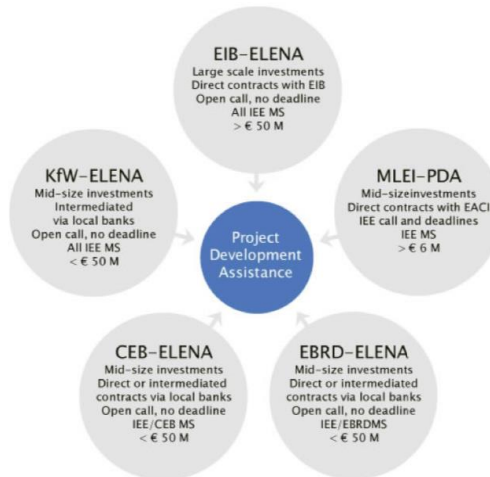 EIB-ELENA
Large scale investments
Direct contracts with EIB
Open call, no deadline
All IEE MS
> € 50 M
KfW-ELENA
Mid-size investments
Intermediated
via local banks
Open call, no deadline
All IEE MS
< € 50 M
MLEI-PDA
Mid-sizeinvestments
Direct contracts with EACI
IEE call and deadlines
IEE MS
> € 6 M
Project
Development
Assistance
CEB-ELENA
Mid-size investments
Direct or intermediated
contracts via local banks
Open call, no deadline
IEE/CEB MS
< € 50 M
EBRD-ELENA
Mid-size investments
Direct or intermediated
contracts via local banks
Open call, no deadline
IEE/EBRDMS
< € 50 M